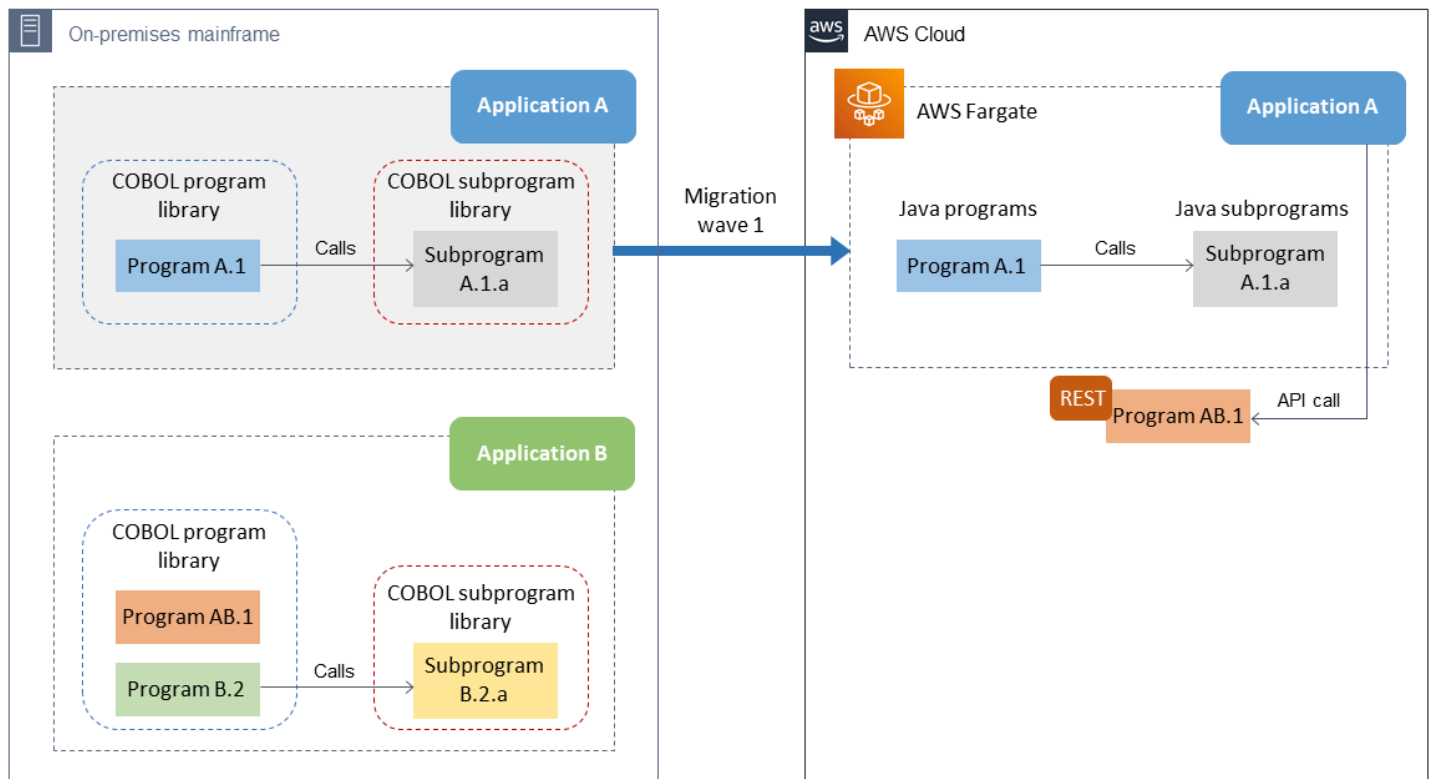 On-premises mainframe
Application A
COBOL program
library
Program A.1
Calls
COBOL subprogram
library
Subprogram
A.1.a
Application B
COBOL program
library
Program AB.1
Program B.2
Calls
COBOL subprogram
library
Subprogram
B.2.a
Migration
wave 1
aws
AWS Cloud
AWS Fargate
Application A
Java programs
Program A.1
Calls
Java subprograms
Subprogram
A.1.a
REST
Program AB.1
API call